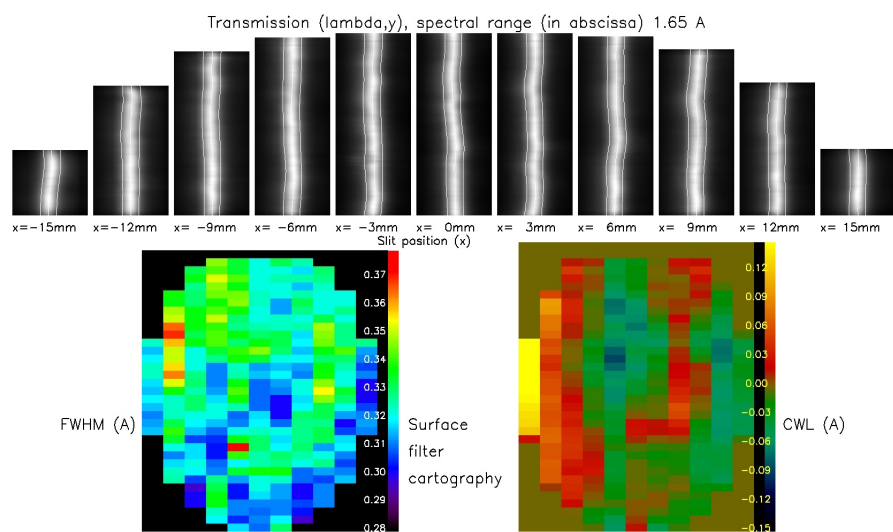 Transmission (lambda,y), spectral range (in abscissa) 1.65 A
x=-15mm x=-12mm x= -9mm x= -6mm x= -3mm x= 0mm x= 3mm x= 6mm x= 9mm x= 12mm x= 15mm
Slit position (x)
0.37
0.36
0.35
0.34
0.33
0.32
0.31
0.30
0.29
0.28
FWHM (A)
Surface
filter
cartography
0.12
0.09
0.06
0.03
0.00
-0.03
-0.06
-0.09
-0.12
-0.15
CWL (A)